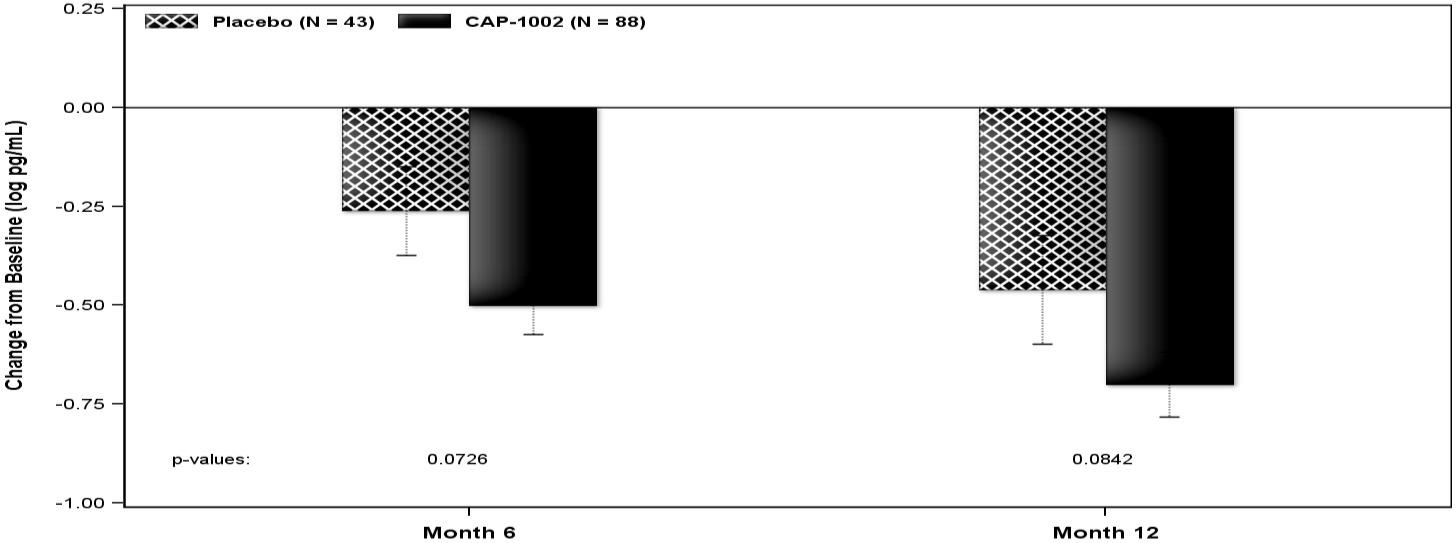 0.25
Placebo (N = 43) CAP-1002 (N = 88)
0.00
-0.25
-0.50
-0.75
-1.00
Change from Baseline (log pg/mL)
p-values: 0.0726 0.0842
Month 6 Month 12